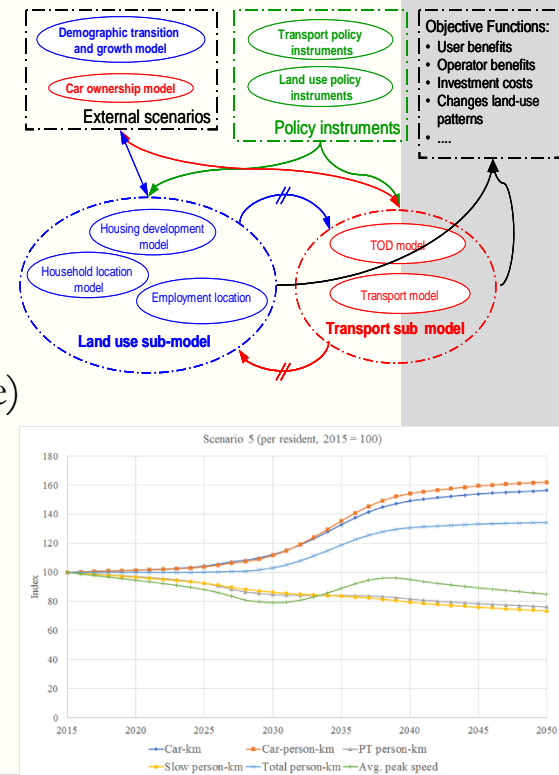 Demographic transition
and growth model
Car ownership model
External scenarios
Transport policy
instruments
Land use policy
instruments
Policy instruments
Objective Functions:
• User benefits
• Operator benefits
• Investment costs
• Changes land-use
patterns
• ....
Housing development
model
Household location
model
Employment location
Land use sub-model
TOD model
Transport model
Transport sub model
e)
Scenario 5 (per resident, 2015 = 100)
Index
180
160
140
120
100
80
60
40
20
0
2015 2020 2025 2030 2035 2040 2045 2050
Car-km Car-person-km PT person-km
Slow person-km Total person-km Avg. peak speed